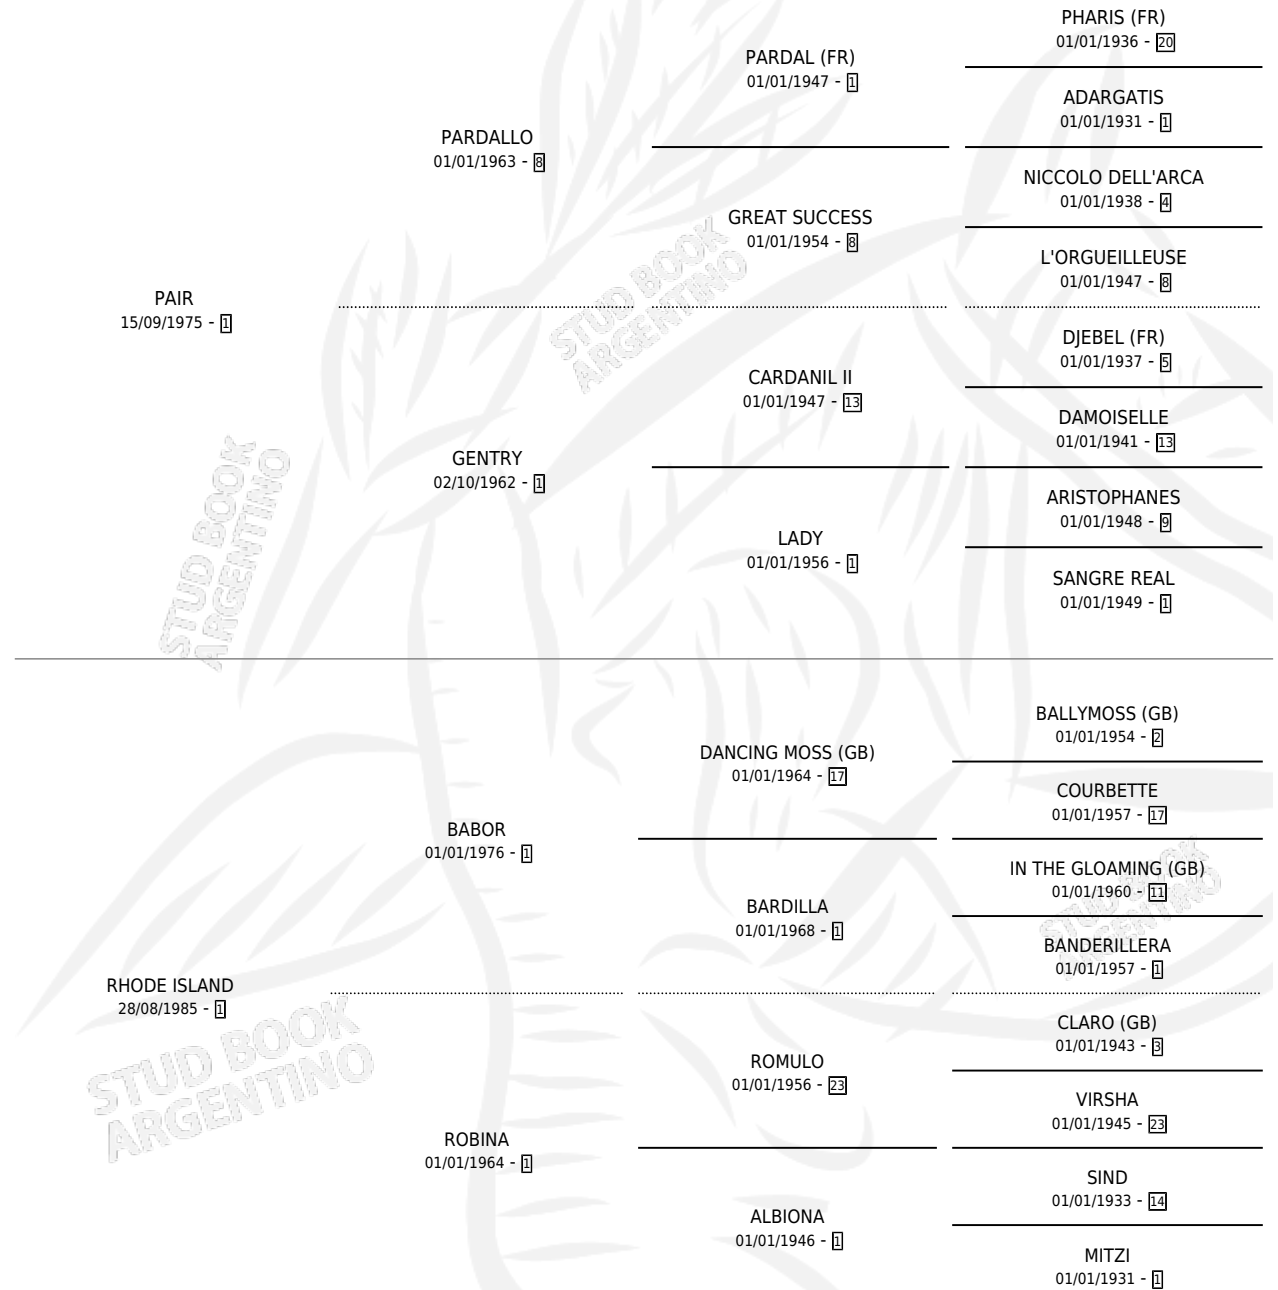 PHARIS (FR)
01/01/1936 - 20
PARDAL (FR)
01/01/1947 - 1
ADARGATIS
01/01/1931 - 1
PARDALLO
01/01/1963 - 8
NICCOLO DELL'ARCA
01/01/1938 - 4
GREAT SUCCESS
01/01/1954 - 8
L'ORGUEILLEUSE
01/01/1947 - 8
PAIR
15/09/1975 - 1
DJEBEL (FR)
01/01/1937 - 5
CARDANIL II
01/01/1947 - 13
DAMOISELLE
01/01/1941 - 13
GENTRY
02/10/1962 - 1
ARISTOPHANES
01/01/1948 - 9
LADY
01/01/1956 - 1
SANGRE REAL
01/01/1949 - 1
BALLYMOSS (GB)
01/01/1954 - 2
DANCING MOSS (GB)
01/01/1964 - 17
COURBETTE
01/01/1957 - 17
BABOR
01/01/1976 - 1
IN THE GLOAMING (GB)
01/01/1960 - 11
BARDILLA
01/01/1968 - 1
BANDERILLERA
01/01/1957 - 1
RHODE ISLAND
28/08/1985 - 1
CLARO (GB)
01/01/1943 - 3
ROMULO
01/01/1956 - 23
VIRSHA
01/01/1945 - 23
ROBINA
01/01/1964 - 1
SIND
01/01/1933 - 14
ALBIONA
01/01/1946 - 1
MITZI
01/01/1931 - 1
STUD BOOK
ARGENTINO
STUD BOOK
ARGENTINO
STUD BOOK
ARGENTINO
STUD BOOK
ARGENTINO